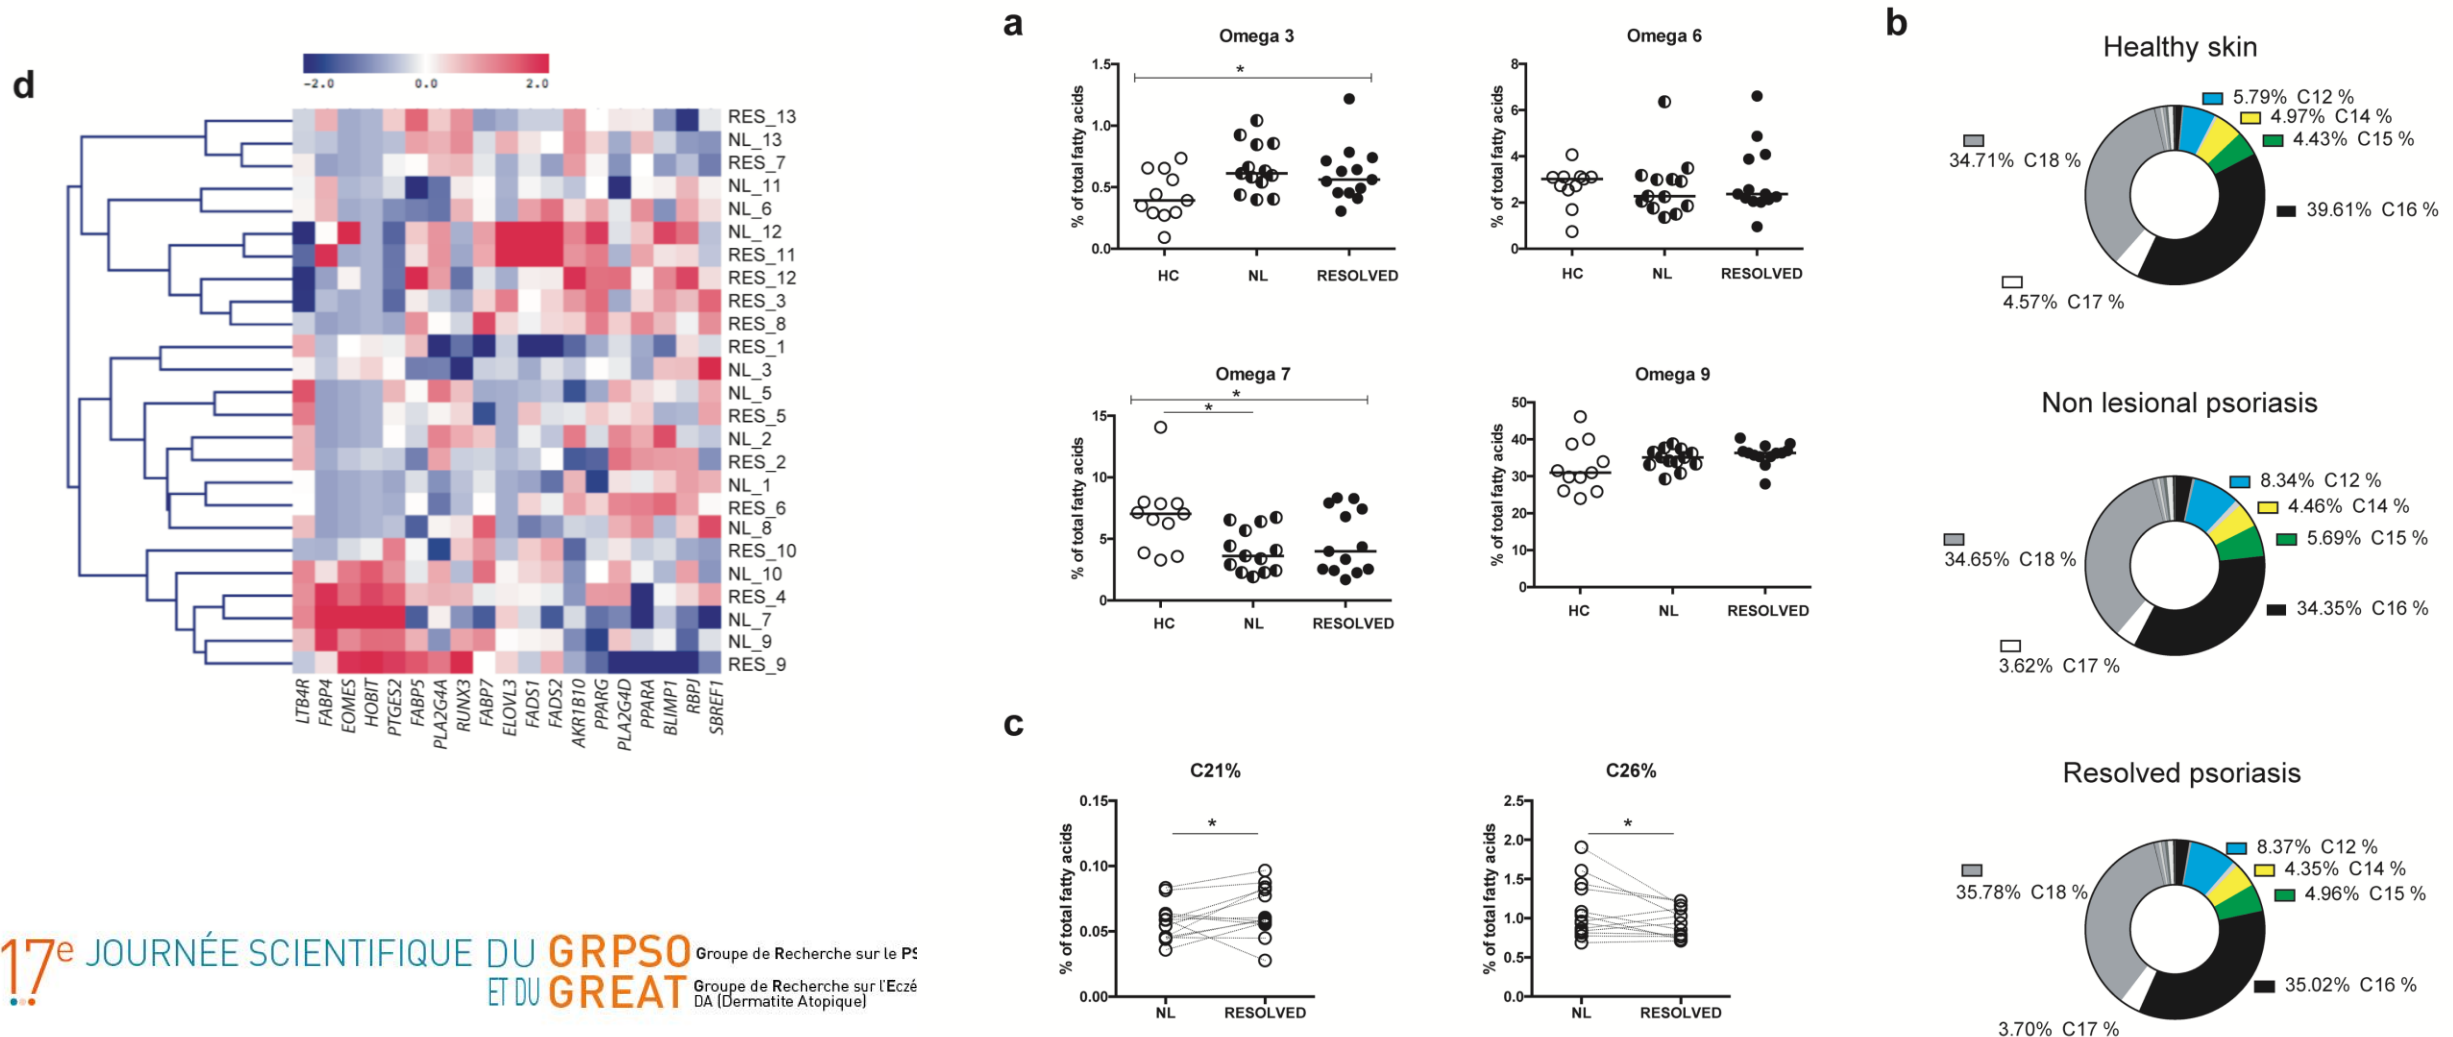 d
−2.0 0.0 2.0
RES_13
NL_13
RES_7
NL_11
NL_6
NL_12
RES_11
RES_12
RES_3
RES_8
RES_1
NL_3
NL_5
RES_5
NL_2
RES_2
NL_1
RES_6
NL_8
RES_10
NL_10
RES_4
NL_7
NL_9
RES_9
LTB4R FABP4 EOMES HOBIT PTGES2 FABP5 PLA2G4A RUNX3 FABP7 ELOVL3 FADS1 FADS2 AKR1B10 PPARG PLA2G4D PPARA BLIMP1 RBPJ SBREF1
17e JOURNÉE SCIENTIFIQUE DU GRPSO Groupe de Recherche sur le PS
ET DU GREAT Groupe de Recherche sur l'Eczé
DA (Dermatite Atopique)
a
Omega 3
% of total fatty acids
1.5
1.0
0.5
0.0
*
HC NL RESOLVED
Omega 6
% of total fatty acids
8
6
4
2
0
HC NL RESOLVED
Omega 7
% of total fatty acids
15
10
5
0
*
*
HC NL RESOLVED
Omega 9
% of total fatty acids
50
40
30
20
10
0
HC NL RESOLVED
c
C21%
% of total fatty acids
0.15
0.10
0.05
0.00
*
NL RESOLVED
C26%
% of total fatty acids
2.5
2.0
1.5
1.0
0.5
0.0
*
NL RESOLVED
b
Healthy skin
5.79% C12 %
4.97% C14 %
4.43% C15 %
34.71% C18 %
39.61% C16 %
4.57% C17 %
Non lesional psoriasis
8.34% C12 %
4.46% C14 %
5.69% C15 %
34.65% C18 %
34.35% C16 %
3.62% C17 %
Resolved psoriasis
8.37% C12 %
4.35% C14 %
35.78% C18 %
4.96% C15 %
35.02% C16 %
3.70% C17 %